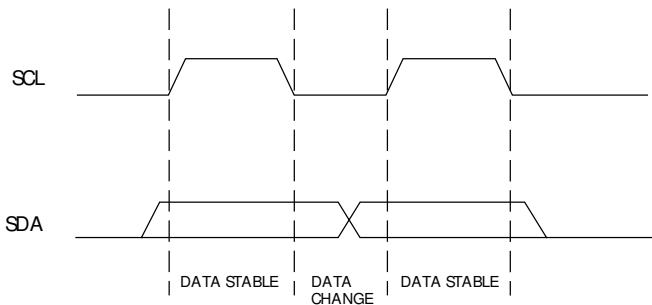 SCL
SDA
DATA STABLE
DATA
CHANGE
DATA STABLE